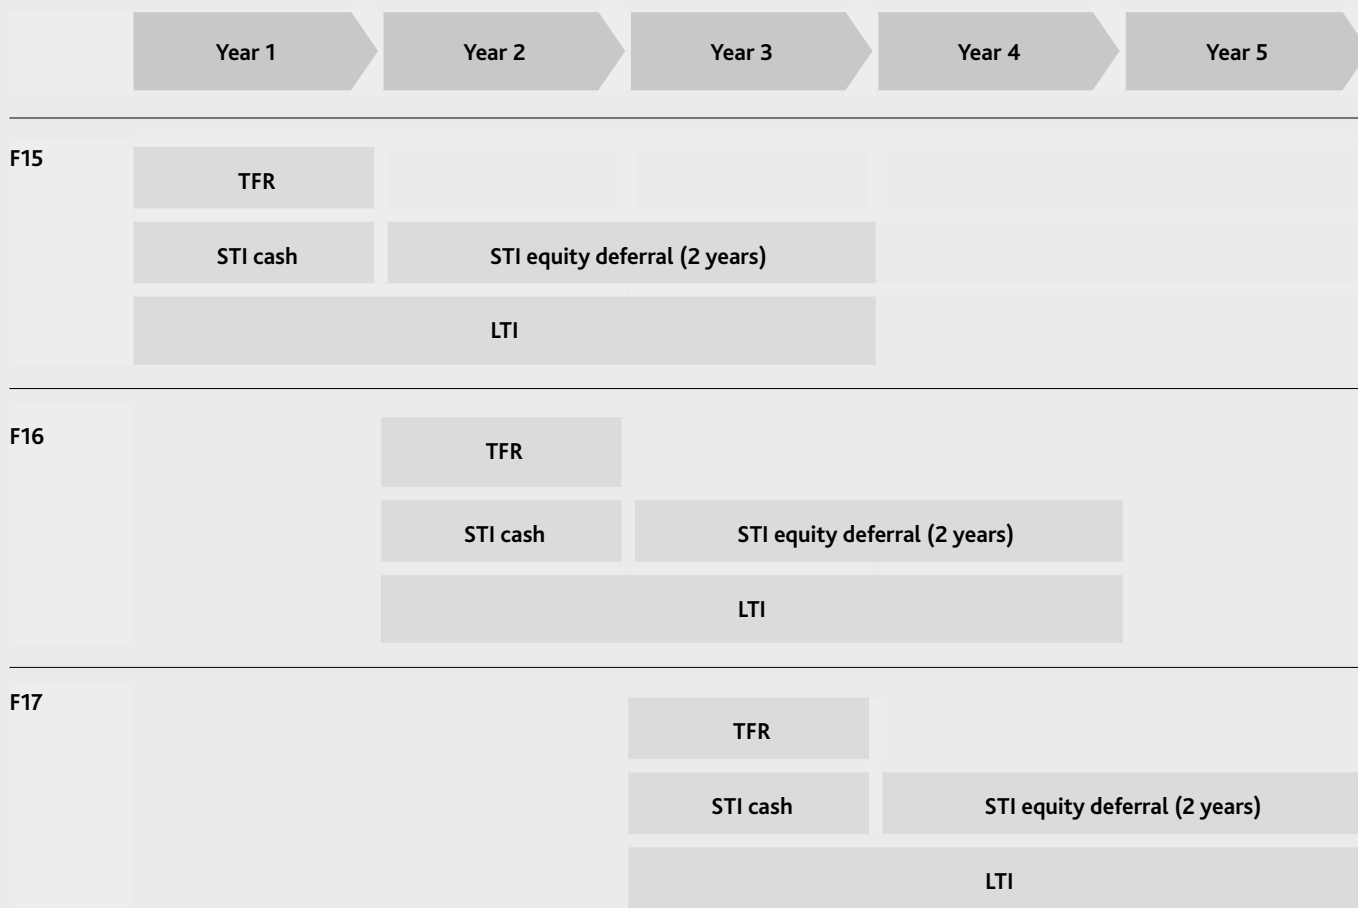 Year 1 Year 2 Year 3 Year 4 Year 5
F15
TFR
STI cash STI equity deferral (2 years)
LTI
F16
TFR
STI cash STI equity deferral (2 years)
LTI
F17
TFR
STI cash STI equity deferral (2 years)
LTI